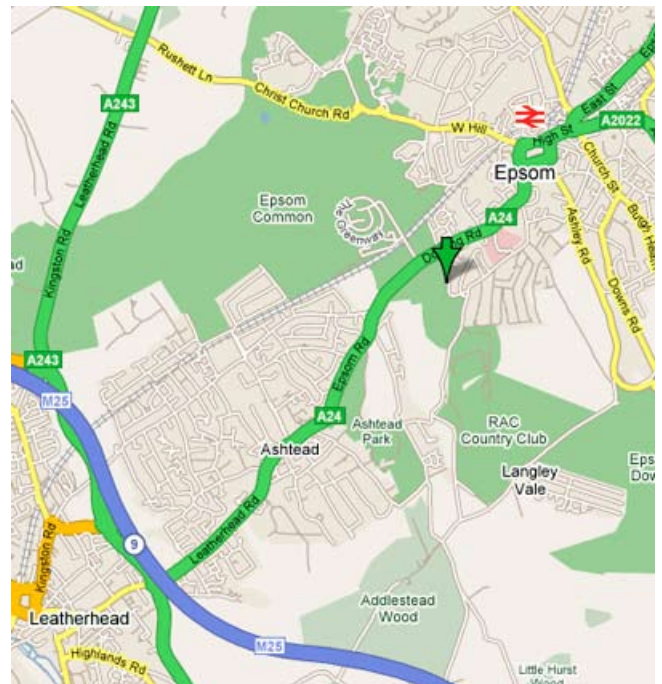 Rushett Ln
A243
Leatherhead Rd
Christ Church Rd
W Hill
East St
High St
A2022
Epsom
Church St
Ashley Rd
Downs Rd
Epsom
Common
The Greenway
A24
Kingston Rd
A243
M25
Epsom Rd
A24
Ashtead
Park
Ashtead
RAC
Country Club
Langley
Vale
Leatherhead Rd
9
Kingston Rd
Leatherhead
Highlands Rd
M25
Addlestead
Wood
Little Hurst
Wood